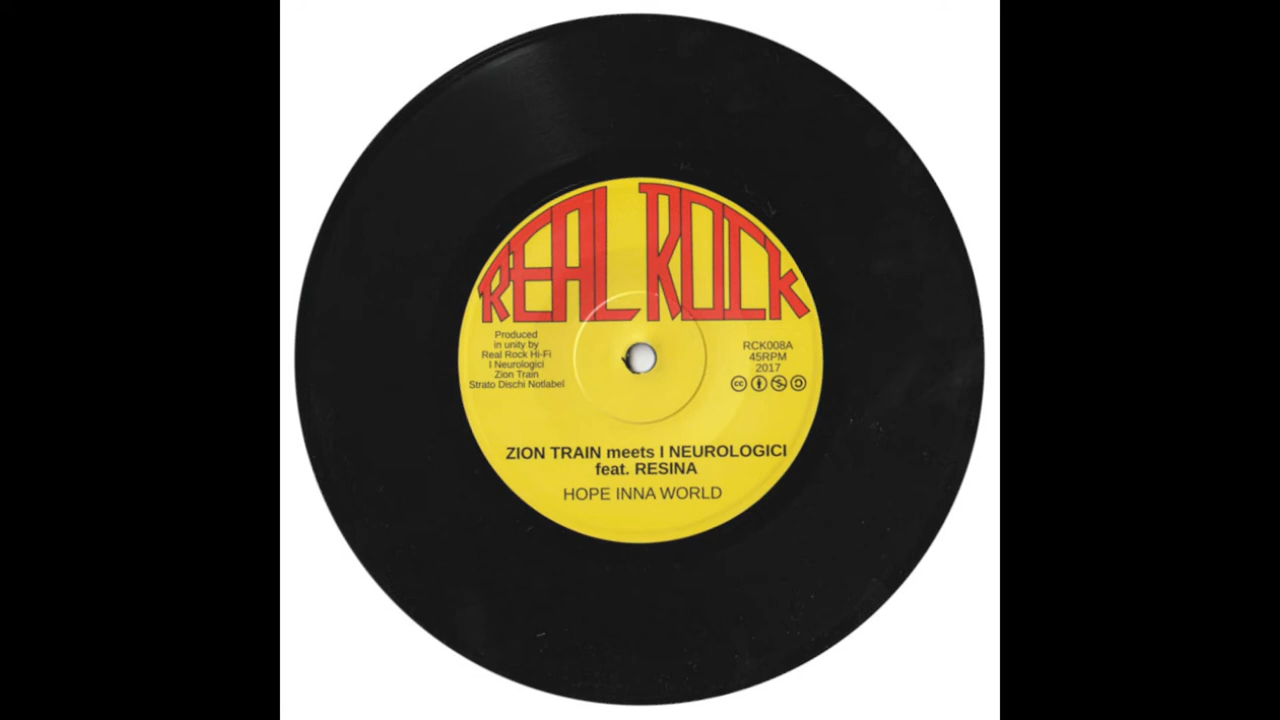 REAL ROCK
Produced
in unity by
Real Rock Hi-Fi
I Neurologici
Zion Train
Strato Dischi Notlabel
RCK008A
45RPM
2017
cc
ZION TRAIN meets I NEUROLOGICI
feat. RESINA
HOPE INNA WORLD